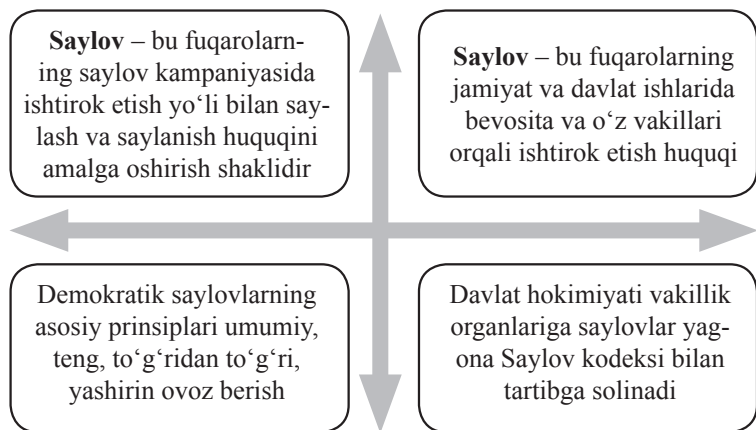 Saylov – bu fuqarolarn-
ing saylov kampaniyasida
ishtirok etish yo‘li bilan say-
lash va saylanish huquqini
amalga oshirish shaklidir
Saylov – bu fuqarolarning
jamiyat va davlat ishlarida
bevosita va o‘z vakillari
orqali ishtirok etish huquqi
Demokratik saylovlarning
asosiy prinsiplari umumiy,
teng, to‘g‘ridan to‘g‘ri,
yashirin ovoz berish
Davlat hokimiyati vakillik
organlariga saylovlar yag-
ona Saylov kodeksi bilan
tartibga solinadi